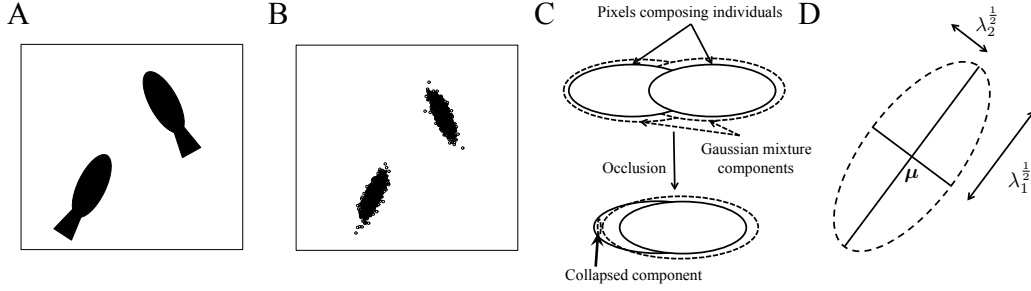 A
B
C
D
Pixels composing individuals
Gaussian mixture
components
Occlusion
Collapsed component
λ₂^½
μ
λ₁^½